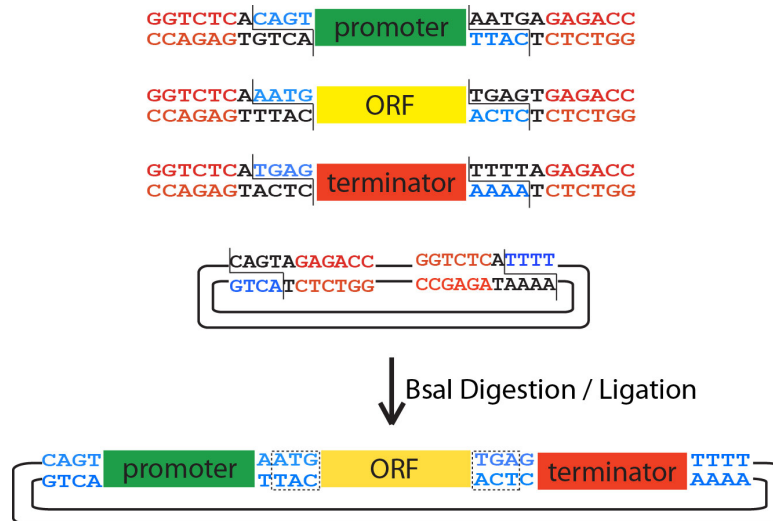 GGTCTCACAGT promoter AATGAGAGACC
CCAGAGTGTCA TTACTCTCTGG
GGTCTCAAATG ORF TGAGTGAGACC
CCAGAGTTTAC ACTCTCTCTGG
GGTCTCATGAG terminator TTTTAGAGACC
CCAGAGTACTC AAAATCTCTGG
CAGTAGAGACC GGTCTCATTTT
GTCATCTCTGG CCGAGATAAAA
BsaI Digestion / Ligation
CAGT promoter AATG ORF TGAG terminator TTTT
GTCA TTAC ACTC AAAA